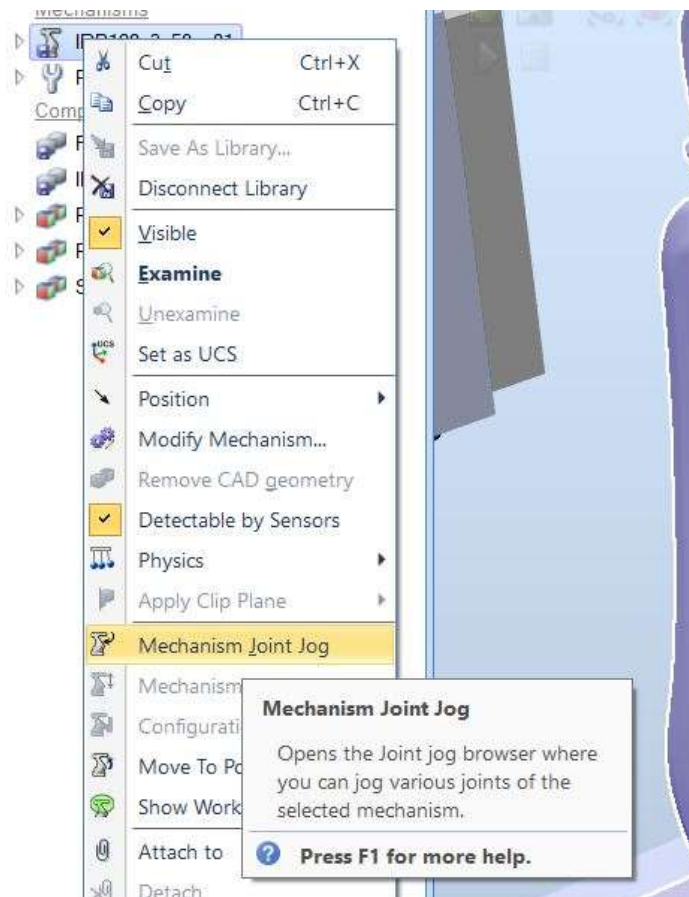 Mechanisms
Cut Ctrl+X
Copy Ctrl+C
Save As Library...
Disconnect Library
Visible
Examine
Unexamine
UCS
Set as UCS
Position
Modify Mechanism...
Remove CAD geometry
Detectable by Sensors
Physics
Apply Clip Plane
Mechanism Joint Jog
Mechanism
Mechanism Joint Jog
Opens the Joint jog browser where
you can jog various joints of the
selected mechanism.
Move To
Show Work
Attach to
Press F1 for more help.
Detach